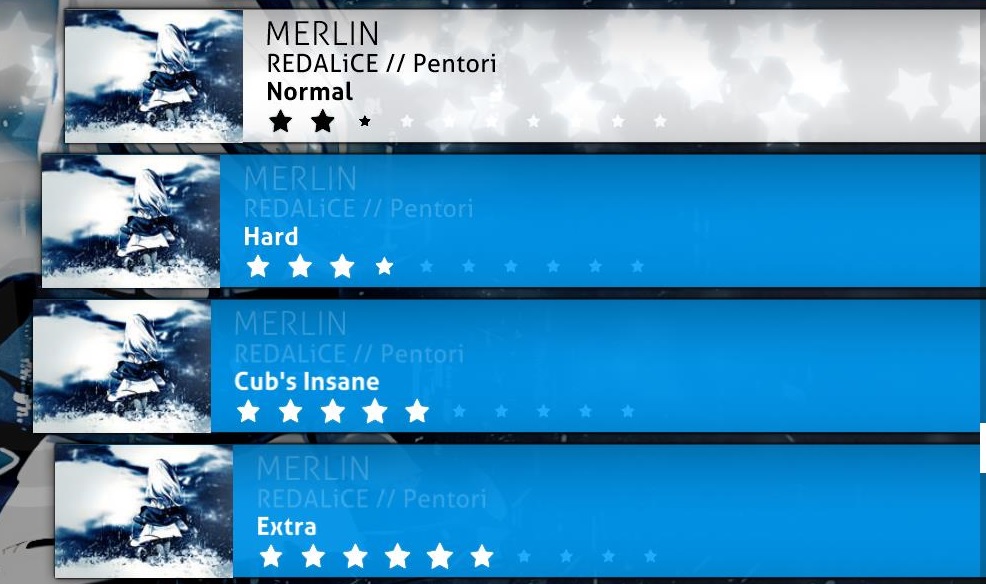 MERLIN
REDALiCE // Pentori
Normal
MERLIN
REDALiCE // Pentori
Hard
MERLIN
REDALiCE // Pentori
Cub's Insane
MERLIN
REDALiCE // Pentori
Extra